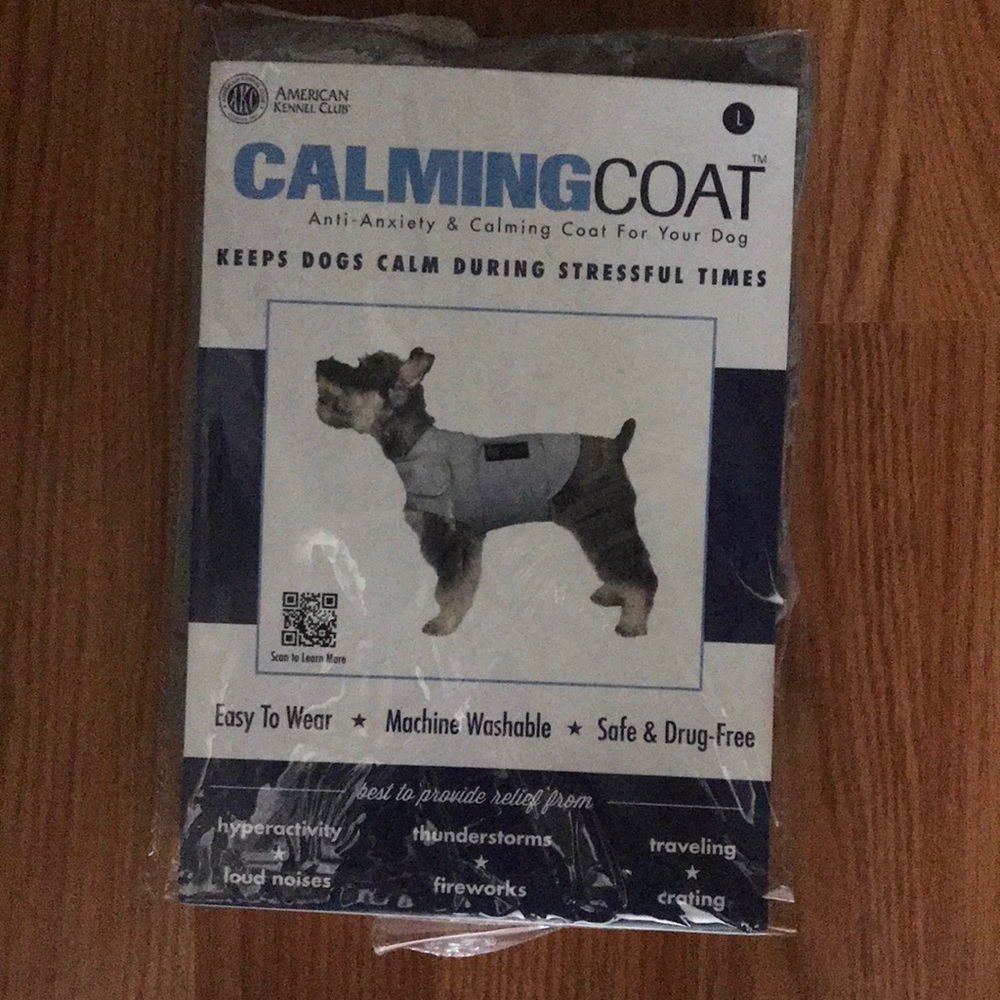 AMERICAN
KENNEL CLUB
AKC
L
CALMINGCOAT™
Anti-Anxiety & Calming Coat For Your Dog
KEEPS DOGS CALM DURING STRESSFUL TIMES
Scan to Learn More
Easy To Wear ★ Machine Washable ★ Safe & Drug-Free
best to provide relief from
hyperactivity thunderstorms traveling
loud noises fireworks crating